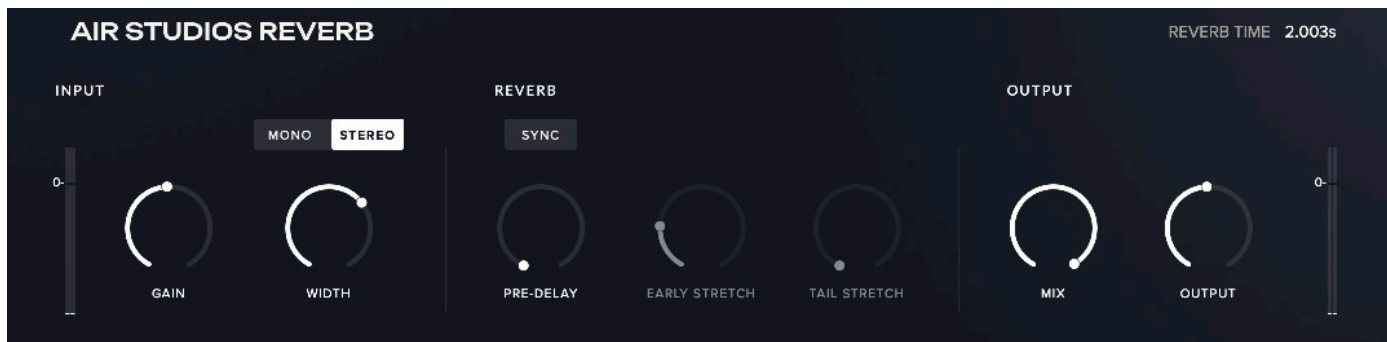 AIR STUDIOS REVERB
REVERB TIME 2.003s
INPUT
REVERB
OUTPUT
MONO STEREO
SYNC
0-
0-
GAIN
WIDTH
PRE-DELAY
EARLY STRETCH
TAIL STRETCH
MIX
OUTPUT
--
--